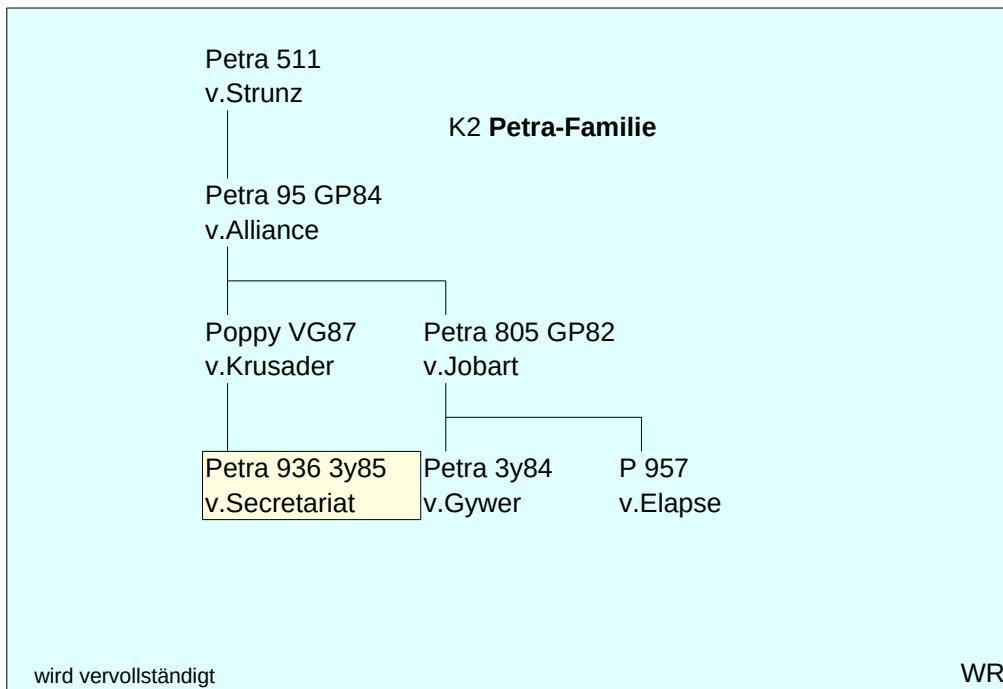 Petra 511
v.Strunz
K2 Petra-Familie
Petra 95 GP84
v.Alliance
Poppy VG87
v.Krusader
Petra 805 GP82
v.Jobart
Petra 936 3y85
v.Secretariat
Petra 3y84
v.Gywer
P 957
v.Elapse
wird vervollständigt
WR